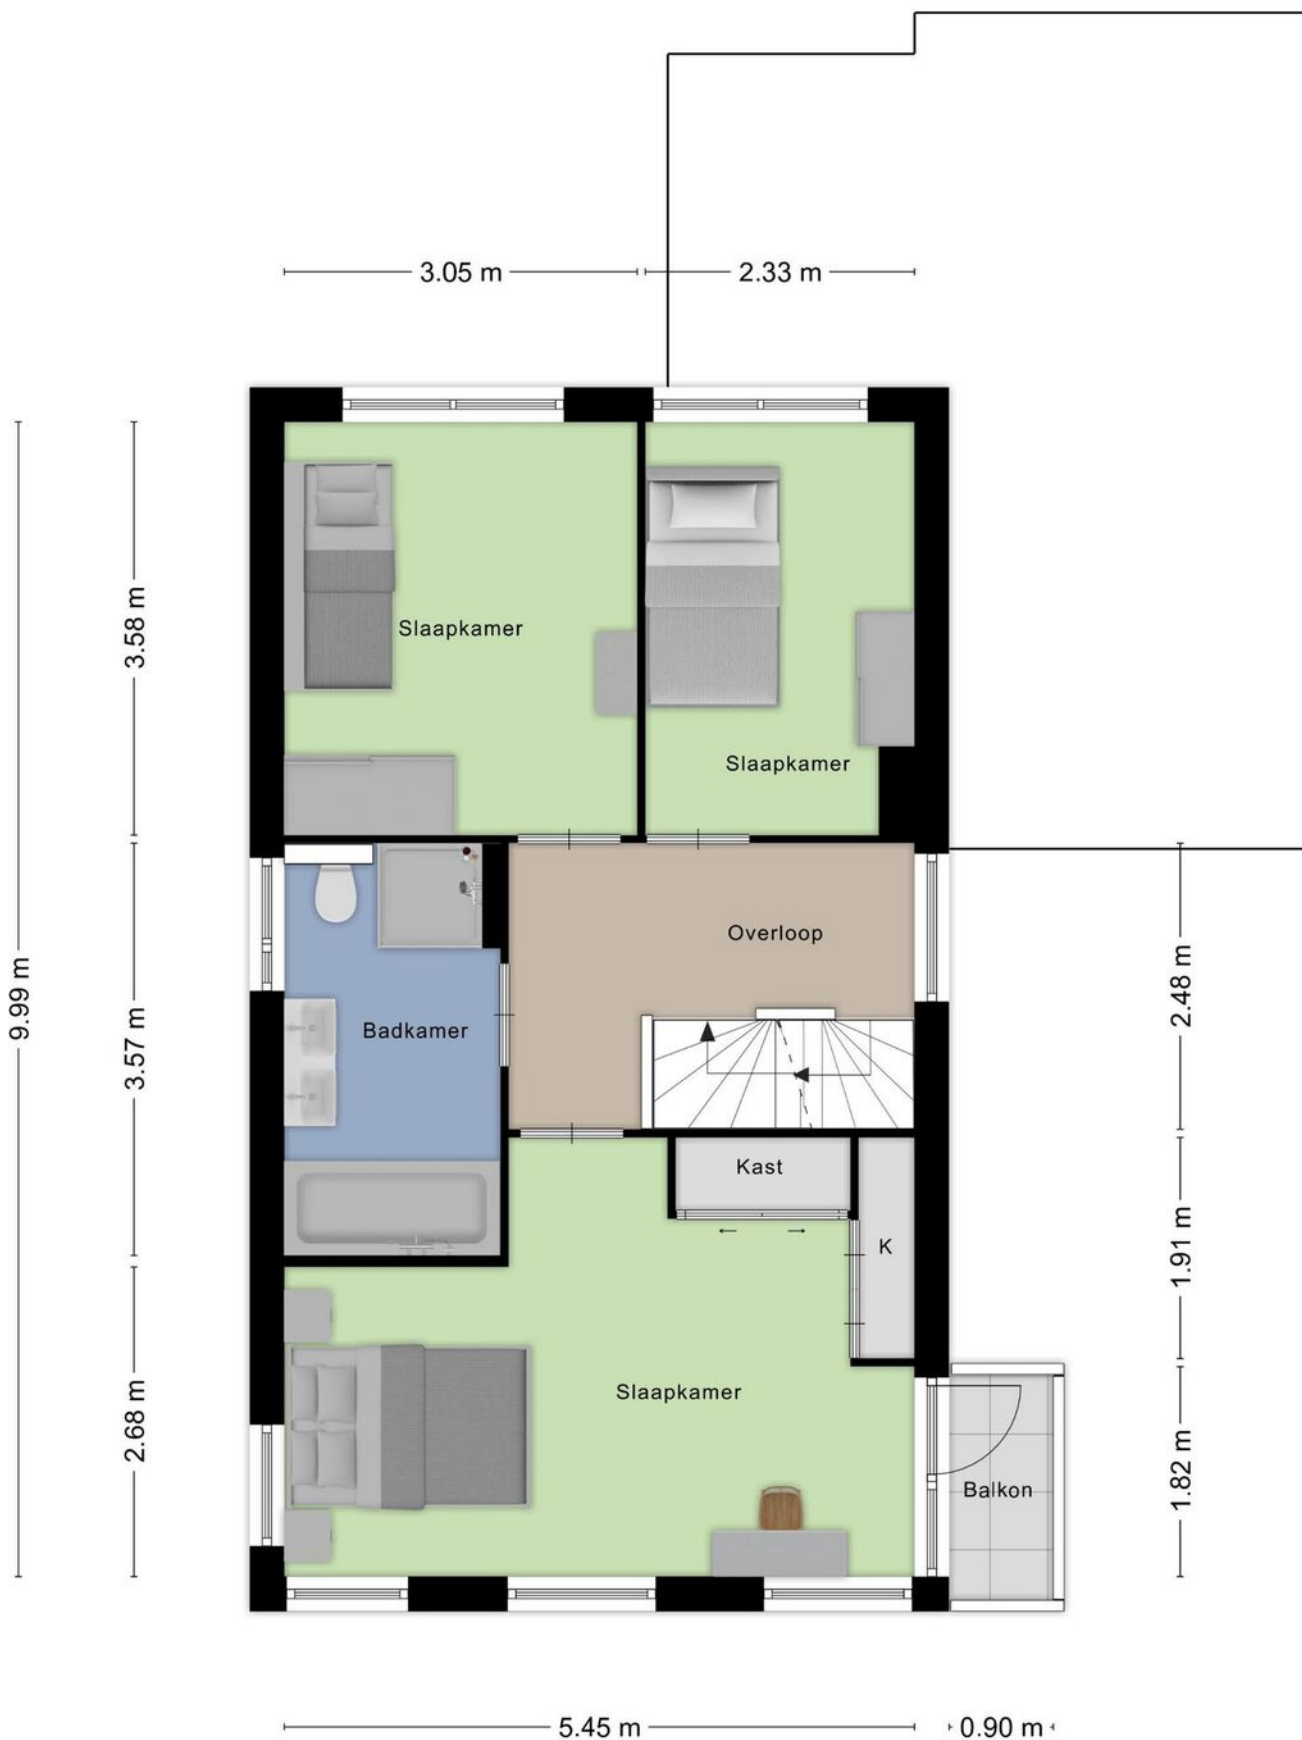 3.05 m
2.33 m
Slaapkamer
3.58 m
Slaapkamer
Overloop
9.99 m
2.48 m
Badkamer
3.57 m
Kast
K
1.91 m
Slaapkamer
2.68 m
Balkon
1.82 m
5.45 m
0.90 m